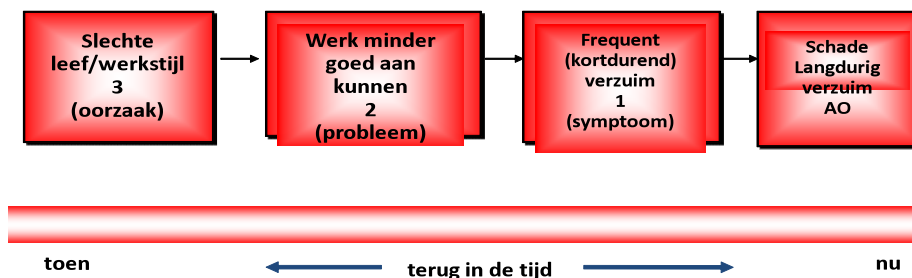 Slechte
leef/werkstijl
3
(oorzaak)
Werk minder
goed aan
kunnen
2
(probleem)
Frequent
(kortdurend)
verzuim
1
(symptoom)
Schade
Langdurig
verzuim
AO
toen
terug in de tijd
nu